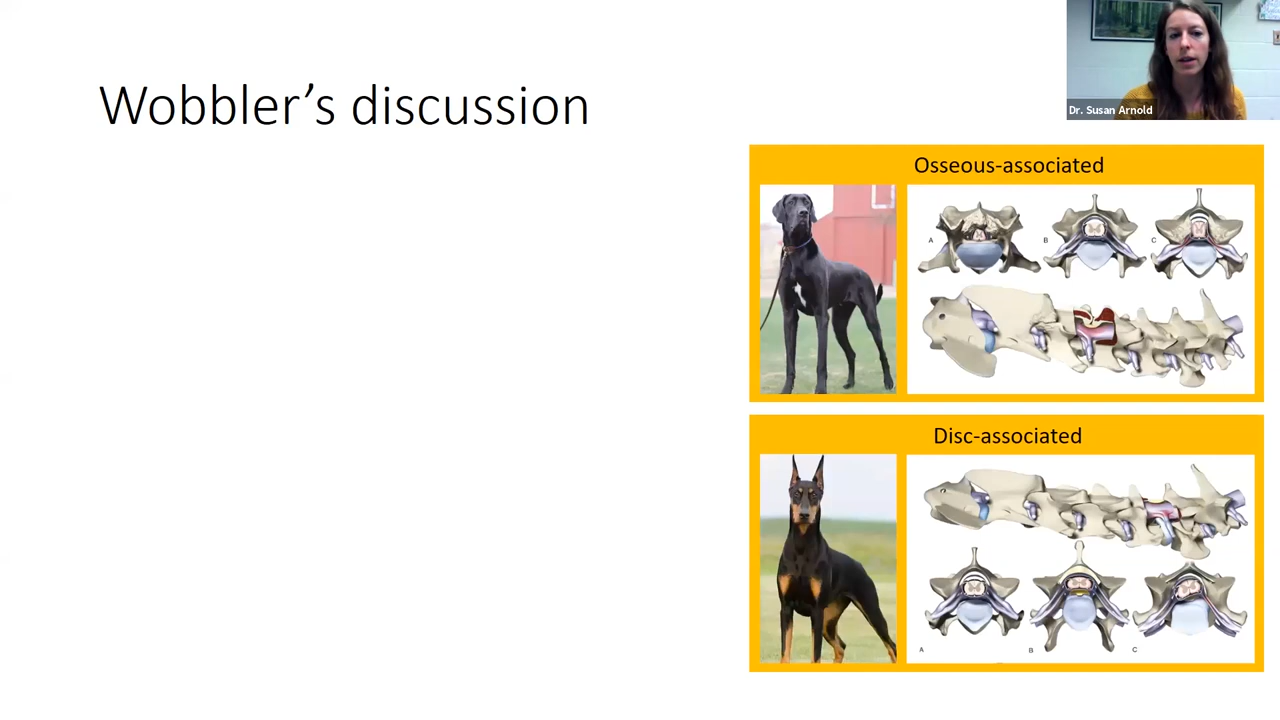 Wobbler's discussion
Dr. Susan Arnold
Osseous-associated
A
B
C
Disc-associated
A
B
C